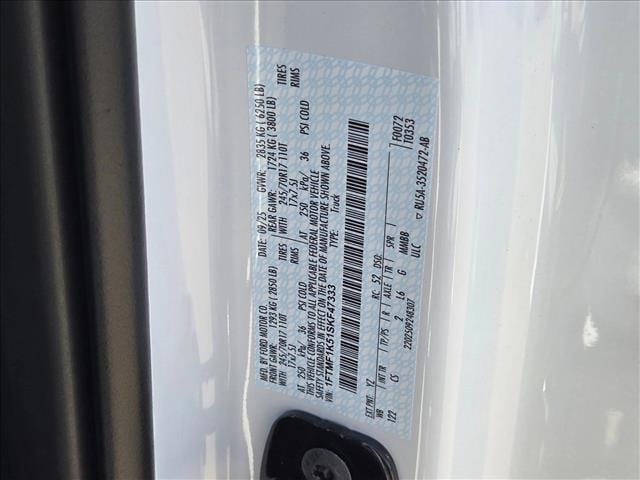 MFD. BY FORD MOTOR CO.
DATE: 09/25 GVWR: 2835 KG ( 6250 LB)
FRONT GAWR: 1293 KG ( 2850 LB) REAR GAWR: 1724 KG ( 3800 LB)
WITH 245/70R17 110T TIRES WITH 245/70R17 110T TIRES
17x7.5J RIMS 17x7.5J RIMS
AT 250 kPa/ 36 PSI COLD AT 250 kPa/ 36 PSI COLD
THIS VEHICLE CONFORMS TO ALL APPLICABLE FEDERAL MOTOR VEHICLE
SAFETY STANDARDS IN EFFECT ON THE DATE OF MANUFACTURE SHOWN ABOVE.
VIN: 1FTMF1K51SKF47333 TYPE: Truck
F0072
T0353
EXT PNT: YZ RC: 52 DSO:
WB INT TR TP/PS R AXLE TR SPR
122 CS 2 L6 G MMBB
ULC
2202509248307 RU5A-3520472-AB